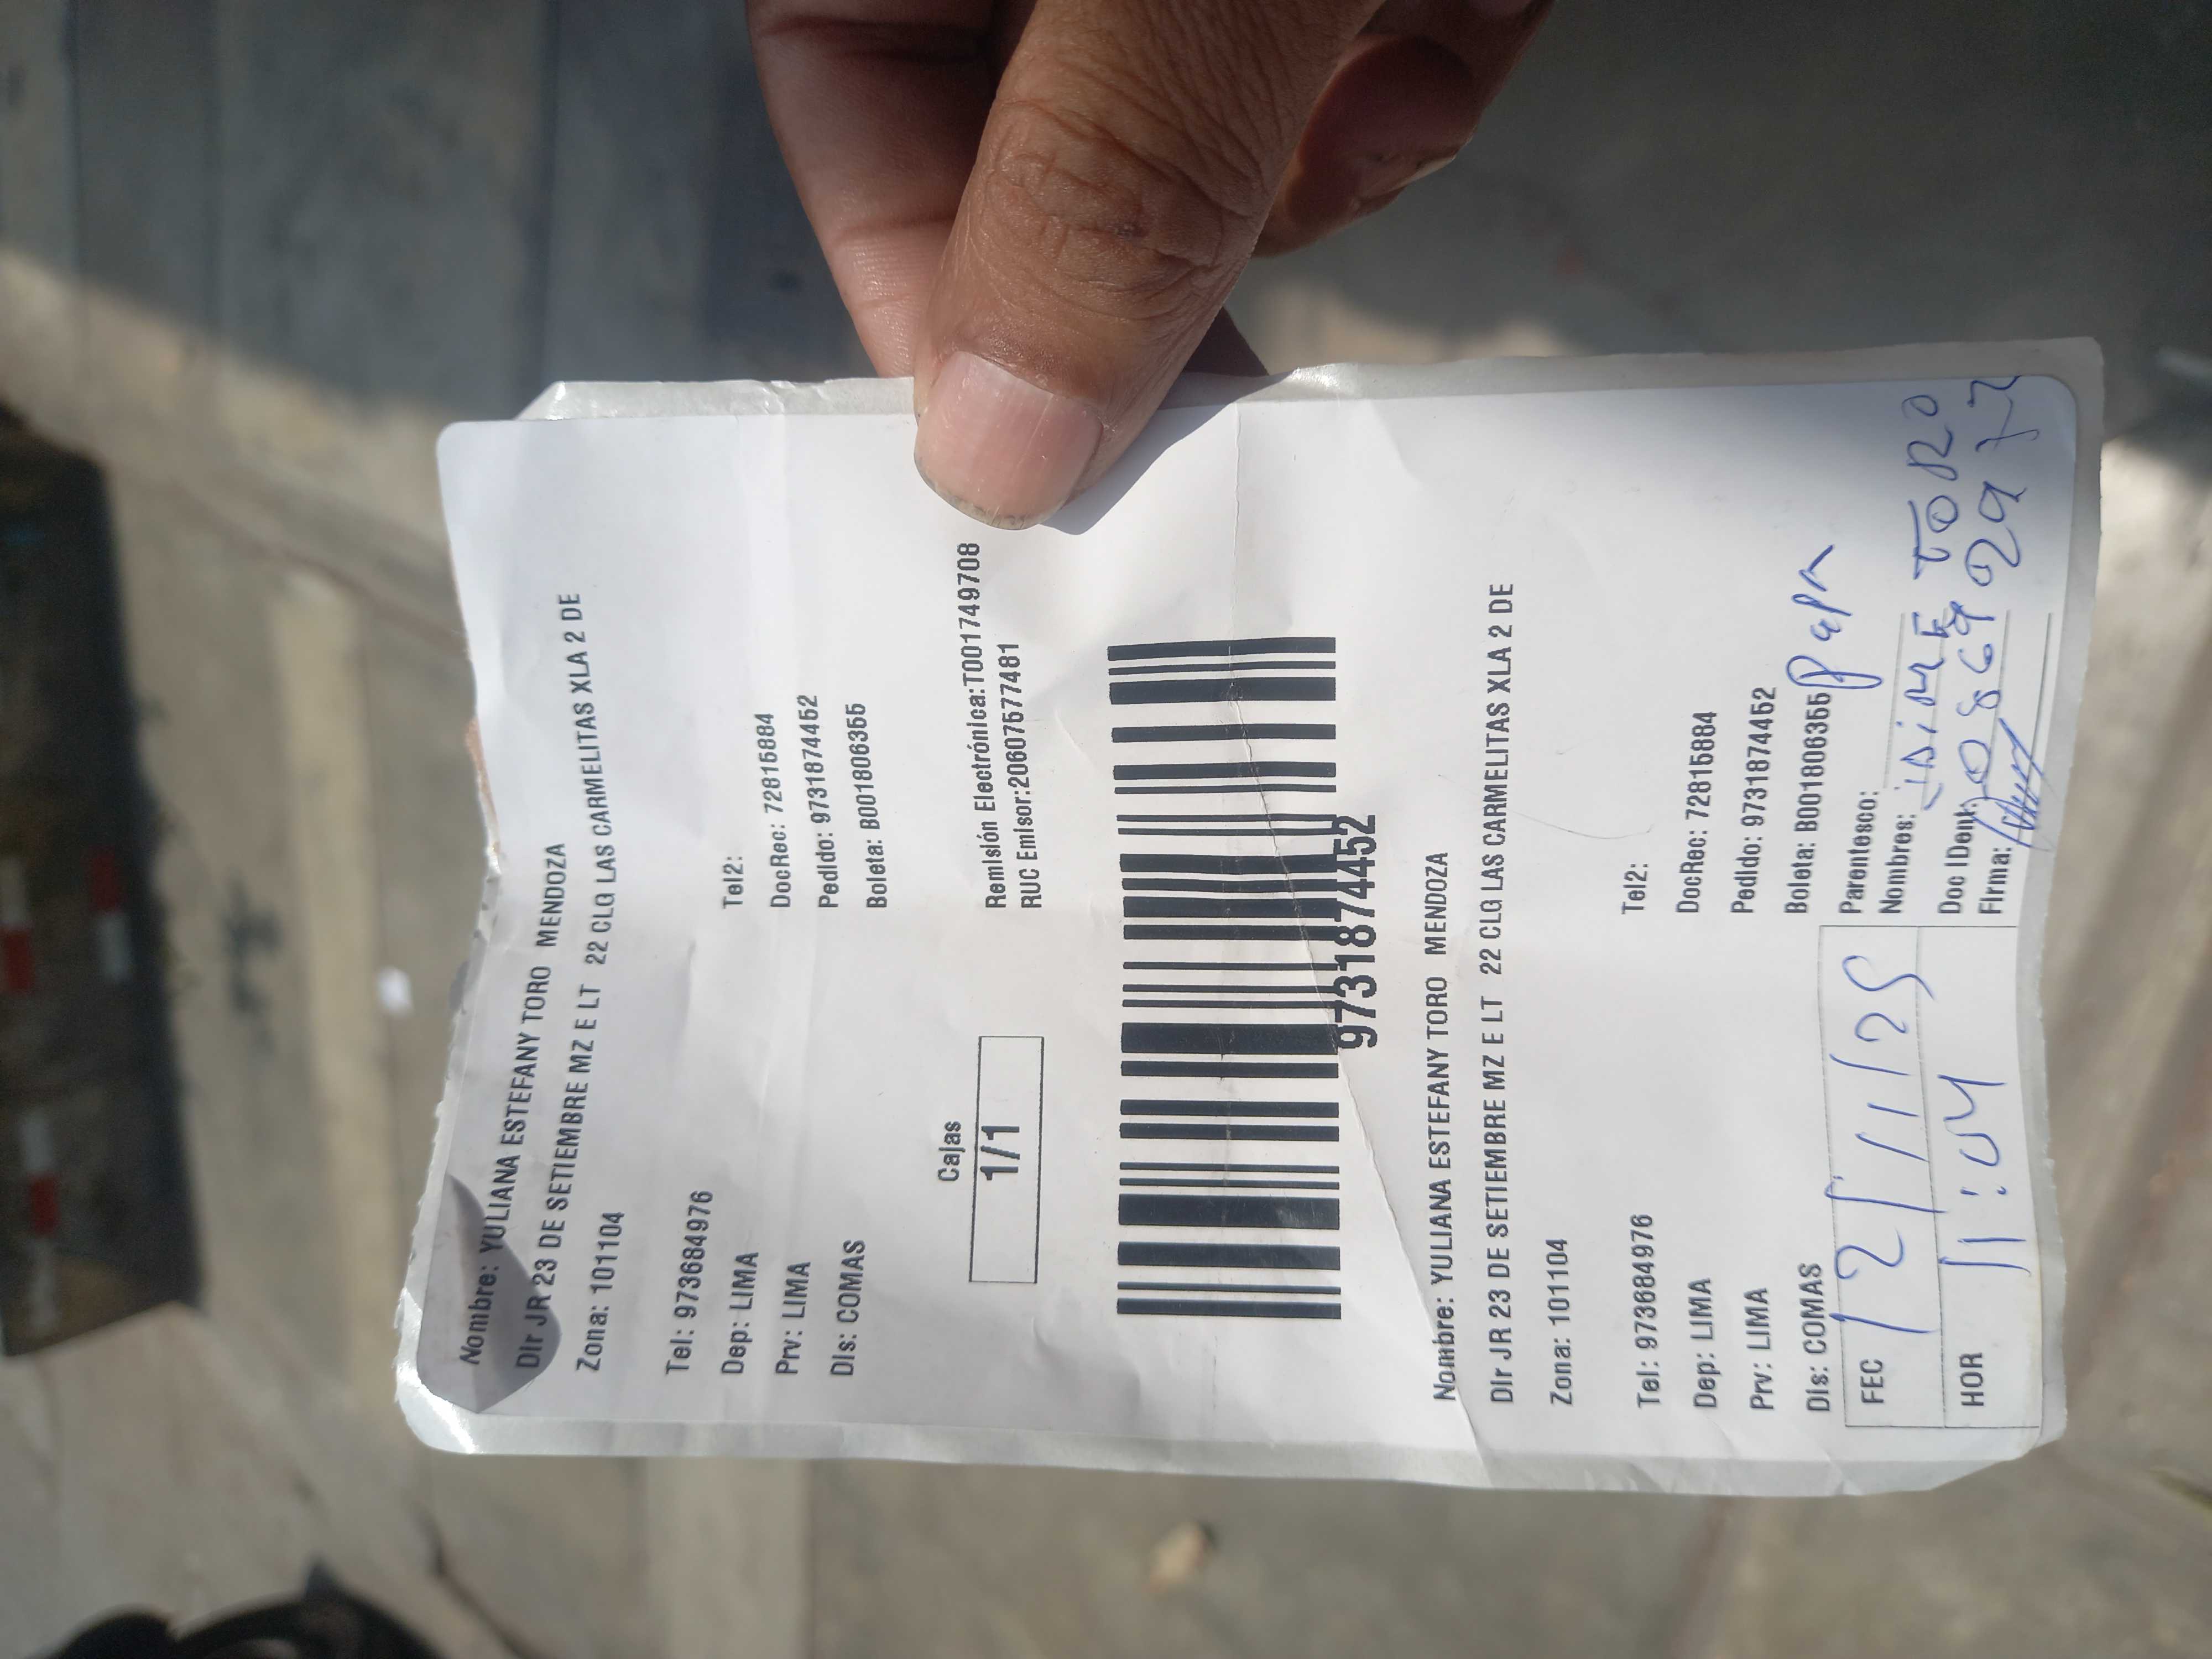 Nombre: YULIANA ESTEFANY TORO MENDOZA
Dir JR 23 DE SETIEMBRE MZ E LT 22 CLG LAS CARMELITAS XLA 2 DE
Zona: 101104
Tel: 973684976 Tel2:
Dep: LIMA DocRec: 72815884
Prv: LIMA Pedido: 9731874452
Dis: COMAS Boleta: B001806355
Cajas
1/1
Remisión Electrónica:T001749708
RUC Emisor:20607577481
9731874452
Nombre: YULIANA ESTEFANY TORO MENDOZA
Dir JR 23 DE SETIEMBRE MZ E LT 22 CLG LAS CARMELITAS XLA 2 DE
Zona: 101104
Tel: 973684976 Tel2:
Dep: LIMA DocRec: 72815884
Prv: LIMA Pedido: 9731874452
Dis: COMAS Boleta: B001806355
FEC 12/11/25 Parentesco: Papa
Nombres: TORO
HOR 11:04 Doc IDent:
Firma: